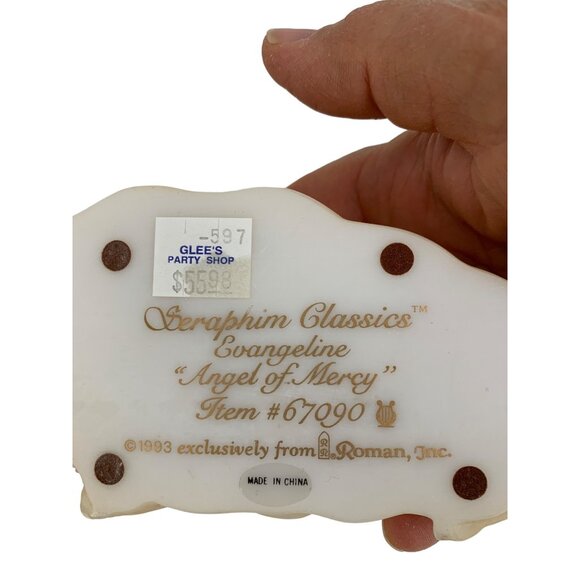 -597
GLEE'S
PARTY SHOP
$55.98
Seraphim Classics™
Evangeline
"Angel of Mercy"
Item #67090
©1993 exclusively from Roman, Inc.
MADE IN CHINA